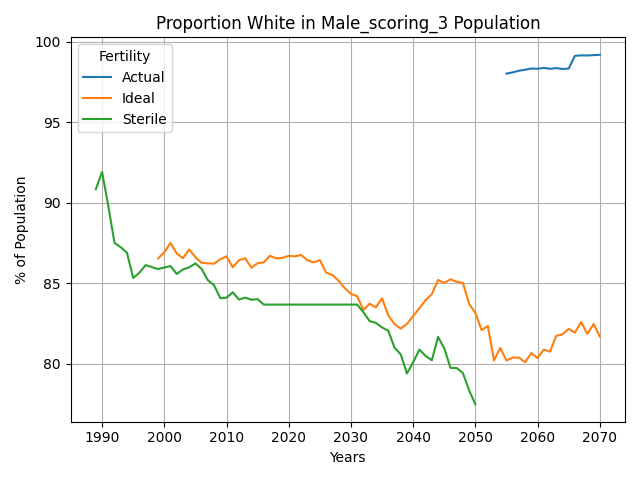 Proportion White in Male_scoring_3 Population
Fertility
Actual
Ideal
Sterile
% of Population
100
95
90
85
80
1990 2000 2010 2020 2030 2040 2050 2060 2070
Years